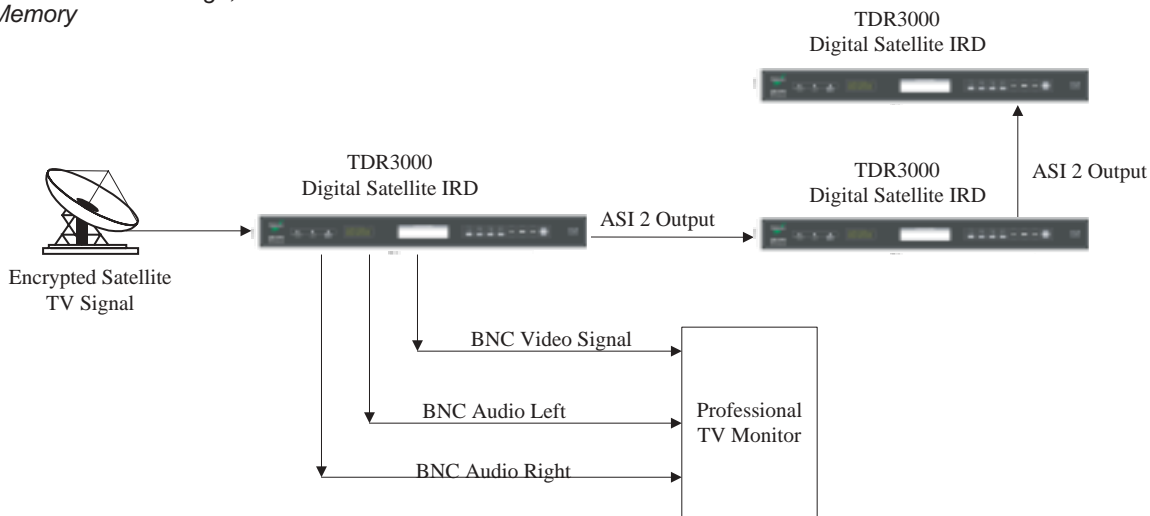 Memory
TDR3000
Digital Satellite IRD
TDR3000
Digital Satellite IRD
TDR3000
Digital Satellite IRD
ASI 2 Output
ASI 2 Output
Encrypted Satellite
TV Signal
BNC Video Signal
BNC Audio Left
BNC Audio Right
Professional
TV Monitor